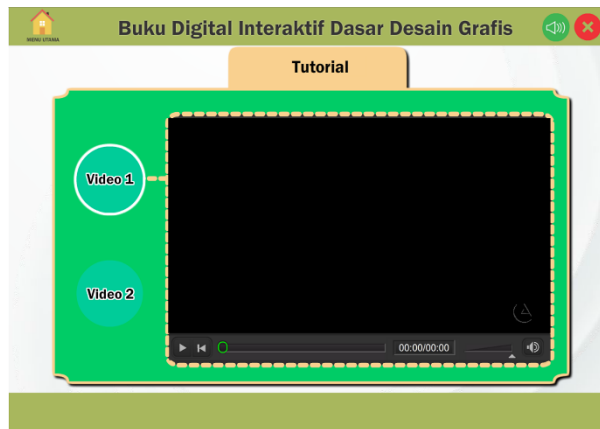 Buku Digital Interaktif Dasar Desain Grafis
MENU UTAMA
Tutorial
Video 1
Video 2
00:00/00:00